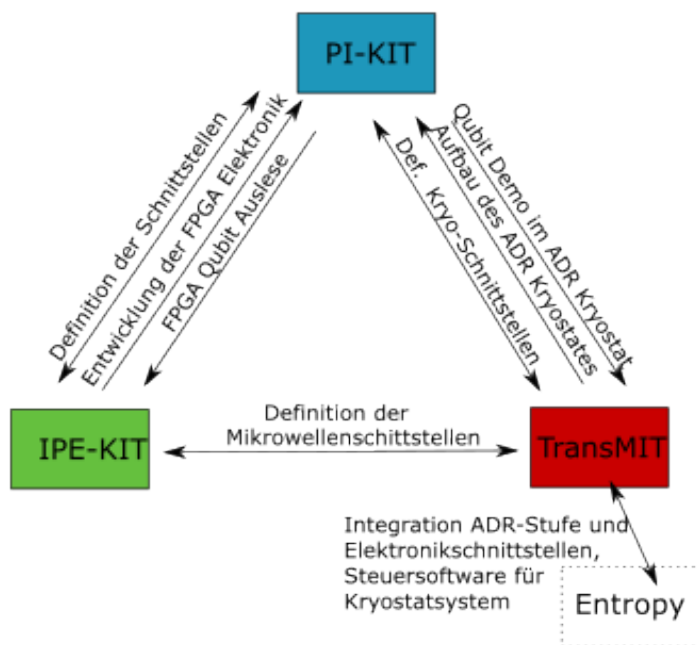 PI-KIT
Definition der Schnittstellen
Entwicklung der FPGA Elektronik
FPGA Qubit Auslese
Def. Kryo-Schnittstellen
Aufbau des ADR Kryostates
Qubit Demo im ADR Kryostat
IPE-KIT
Definition der
Mikrowellenschittstellen
TransMIT
Integration ADR-Stufe und
Elektronikschnittstellen,
Steuersoftware für
Kryostatsystem
Entropy